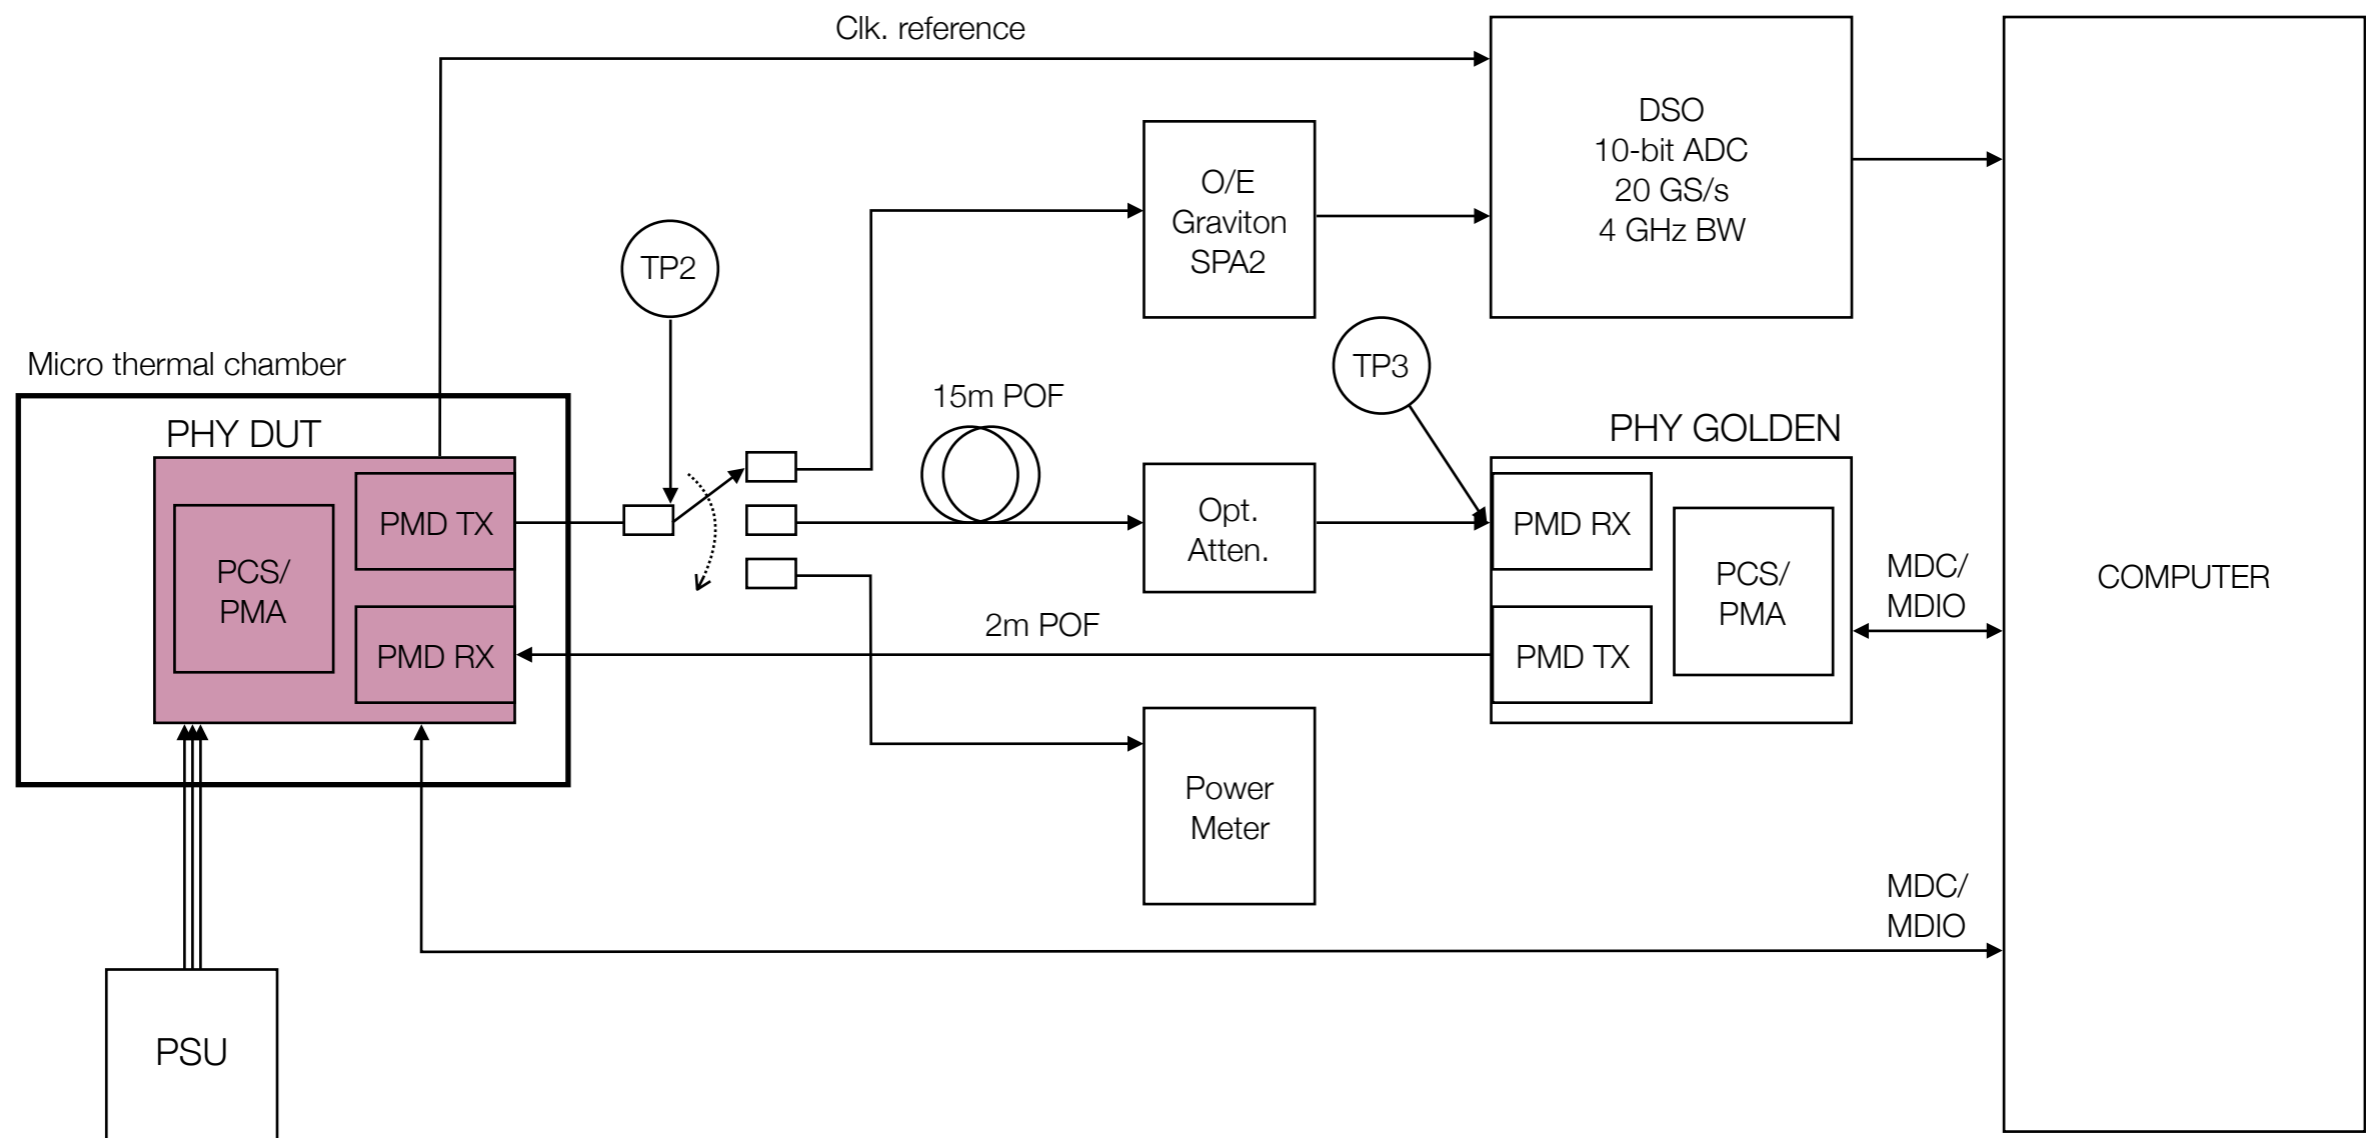 Clk. reference
DSO
10-bit ADC
20 GS/s
4 GHz BW
O/E
Graviton
SPA2
TP2
TP3
Micro thermal chamber
15m POF
PHY DUT
PHY GOLDEN
PMD TX
Opt.
Atten.
PMD RX
PCS/
PMA
PCS/
PMA
MDC/
MDIO
COMPUTER
2m POF
PMD RX
PMD TX
Power
Meter
MDC/
MDIO
PSU